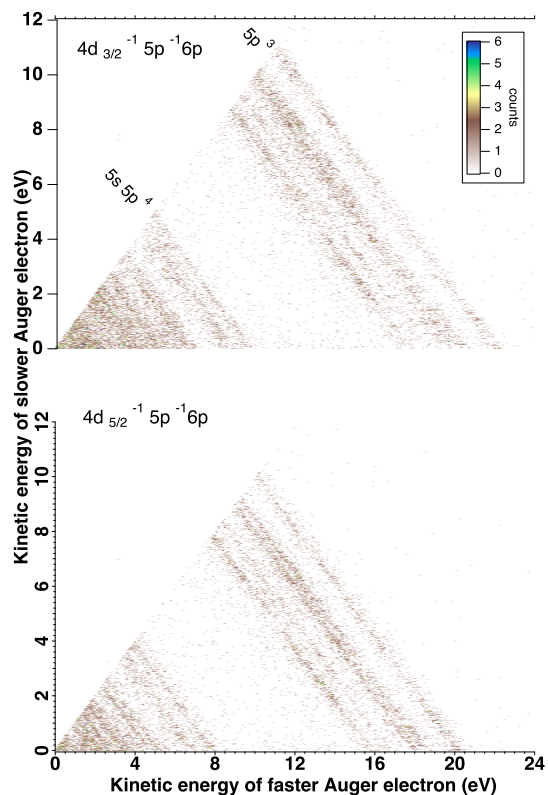 12
10
8
6
4
2
0
4d 3/2 -1 5p -1 6p
5p 3
5s 5p 4
6
5
4
3
2
1
0
counts
Kinetic energy of slower Auger electron (eV)
12
10
8
6
4
2
0
4d 5/2 -1 5p -1 6p
0 4 8 12 16 20 24
Kinetic energy of faster Auger electron (eV)